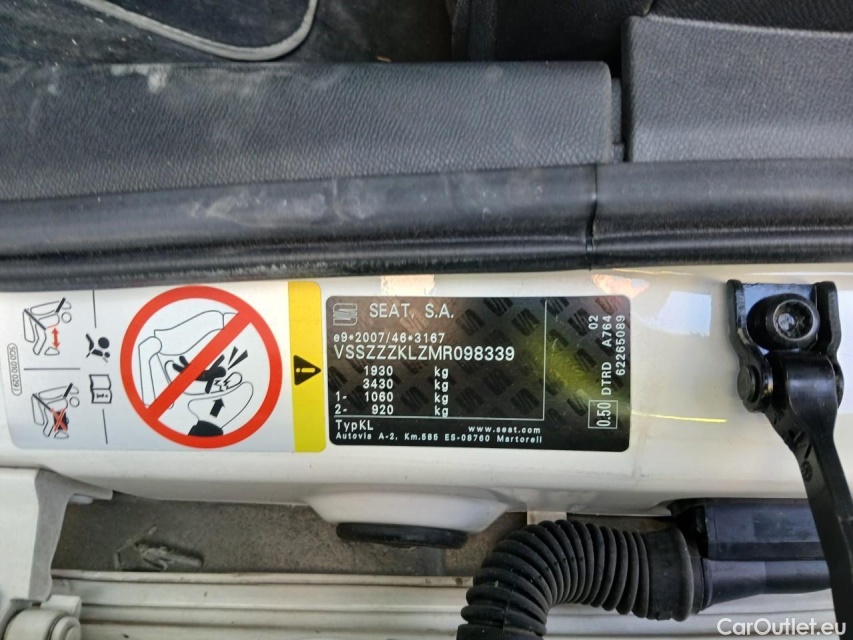 SEAT, S.A.
e9*2007/46*3167
VSSZZZKLZMR098339
1930 kg
3430 kg
1- 1060 kg
2- 920 kg
TypKL
www.seat.com
Autovia A-2, Km.585 ES-08760 Martorell
02
DTRD A764
0.50 62265089
CarOutlet.eu